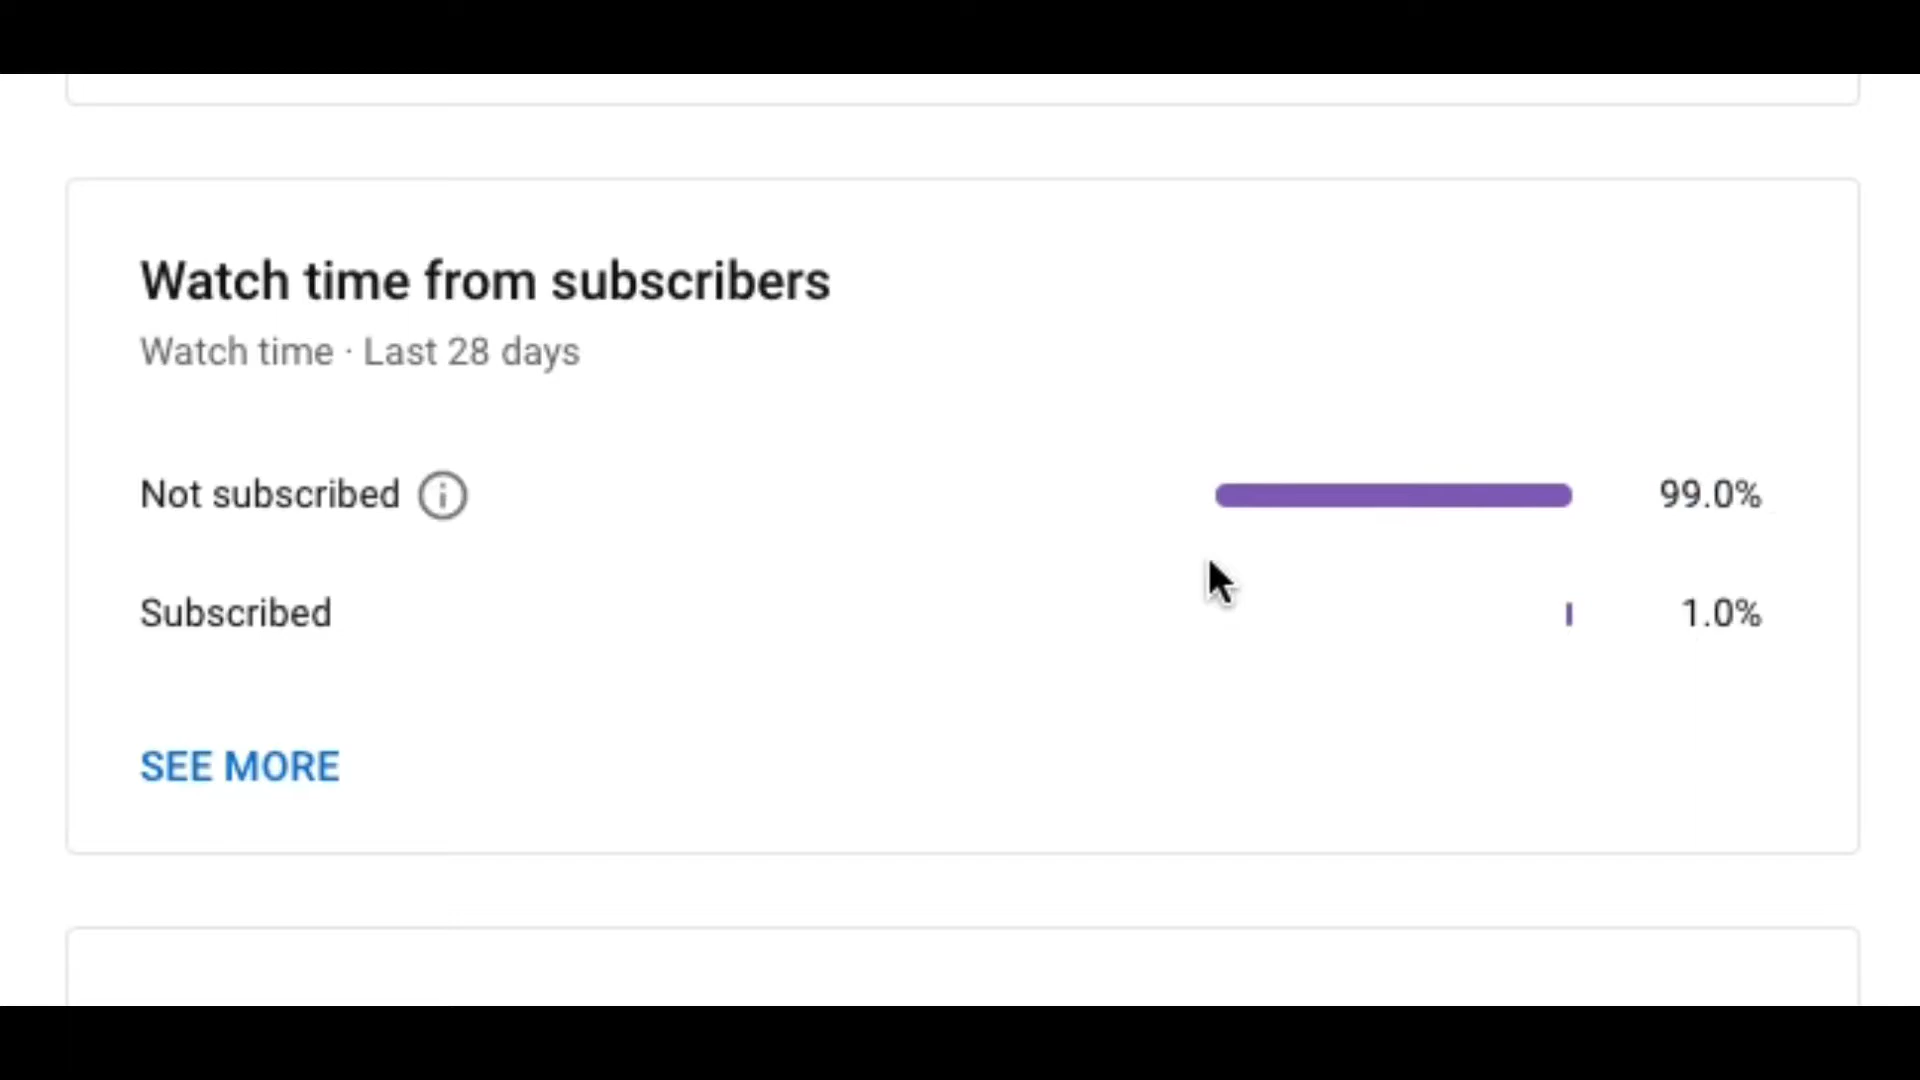 Watch time from subscribers
Watch time · Last 28 days
Not subscribed 99.0%
Subscribed 1.0%
SEE MORE